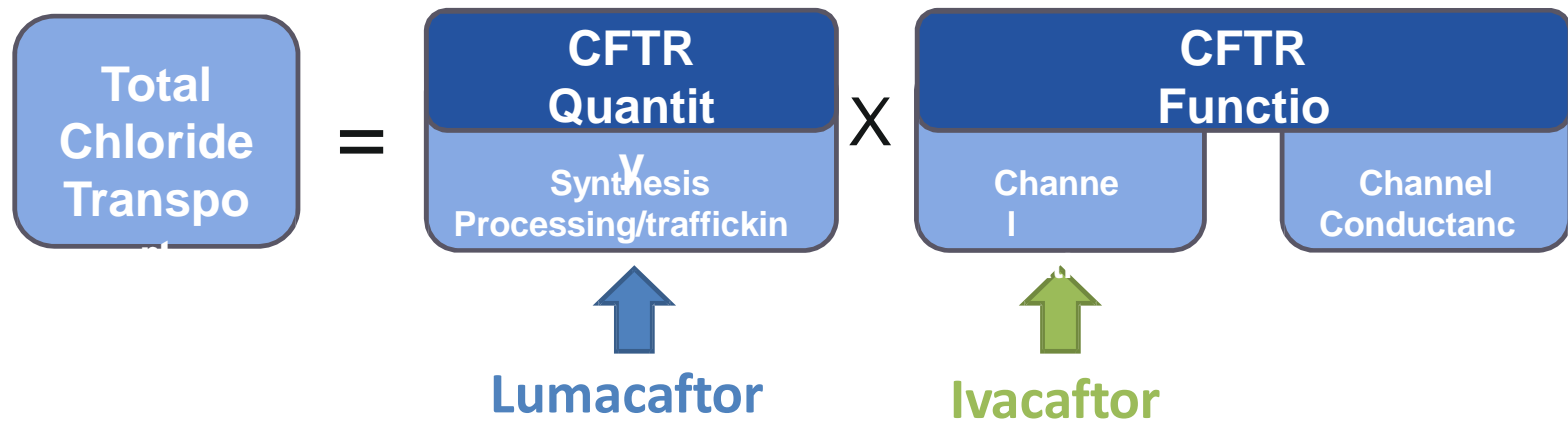 Total
Chloride
Transpo
=
CFTR
Quantit
y
Synthesis
Processing/traffickin
X
CFTR
Functio
Channe
l
Channel
Conductanc
Lumacaftor
Ivacaftor